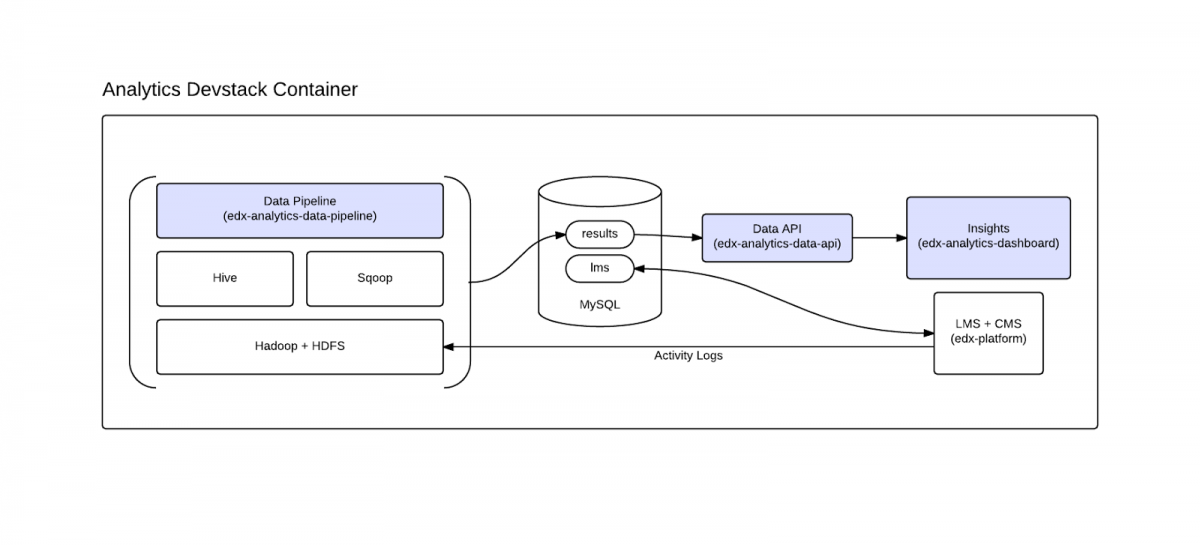 Analytics Devstack Container
Data Pipeline
(edx-analytics-data-pipeline)
Hive
Sqoop
Hadoop + HDFS
results
lms
MySQL
Data API
(edx-analytics-data-api)
Insights
(edx-analytics-dashboard)
LMS + CMS
(edx-platform)
Activity Logs